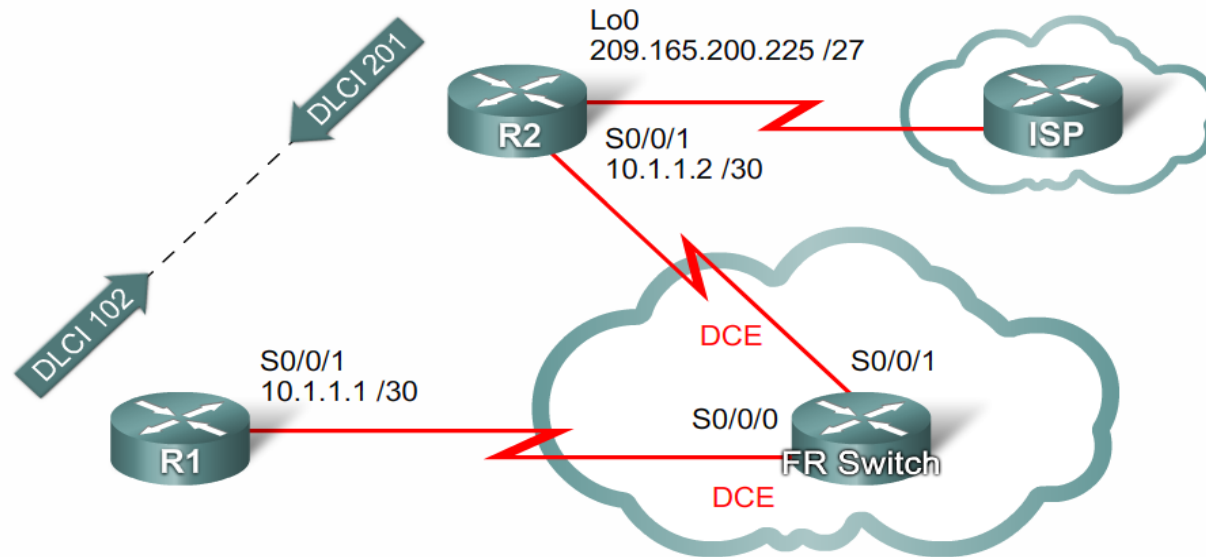 Lo0
209.165.200.225 /27
DLCI 201
R2
ISP
S0/0/1
10.1.1.2 /30
DLCI 102
DCE
S0/0/1
10.1.1.1 /30
S0/0/1
S0/0/0
R1
FR Switch
DCE